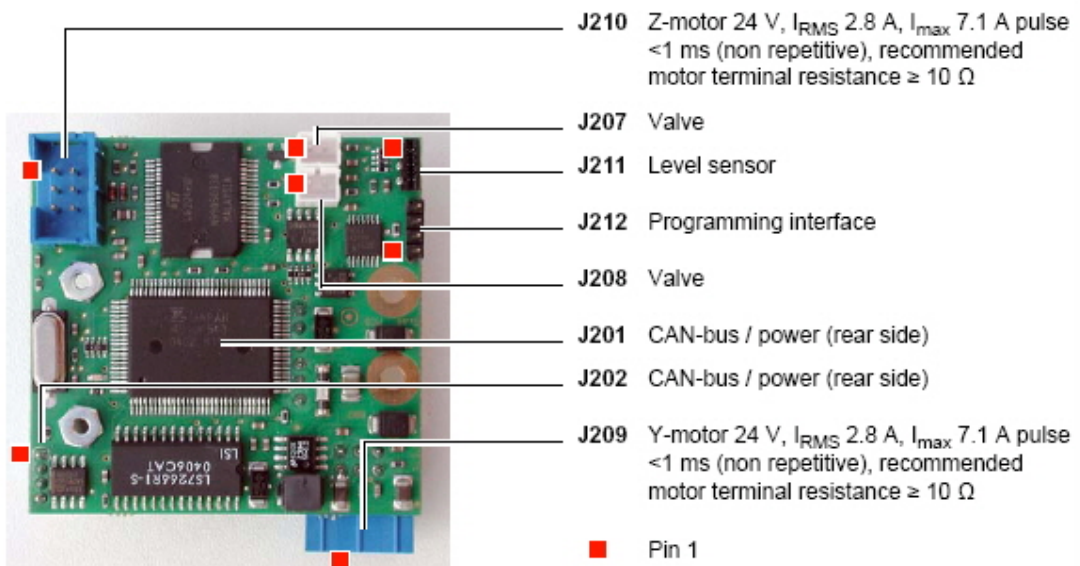 J210 Z-motor 24 V, IRMS 2.8 A, Imax 7.1 A pulse
<1 ms (non repetitive), recommended
motor terminal resistance ≥ 10 Ω
J207 Valve
J211 Level sensor
J212 Programming interface
J208 Valve
J201 CAN-bus / power (rear side)
J202 CAN-bus / power (rear side)
J209 Y-motor 24 V, IRMS 2.8 A, Imax 7.1 A pulse
<1 ms (non repetitive), recommended
motor terminal resistance ≥ 10 Ω
Pin 1
MALAYSIA
LSI
LS7266R1-S
0406CAT